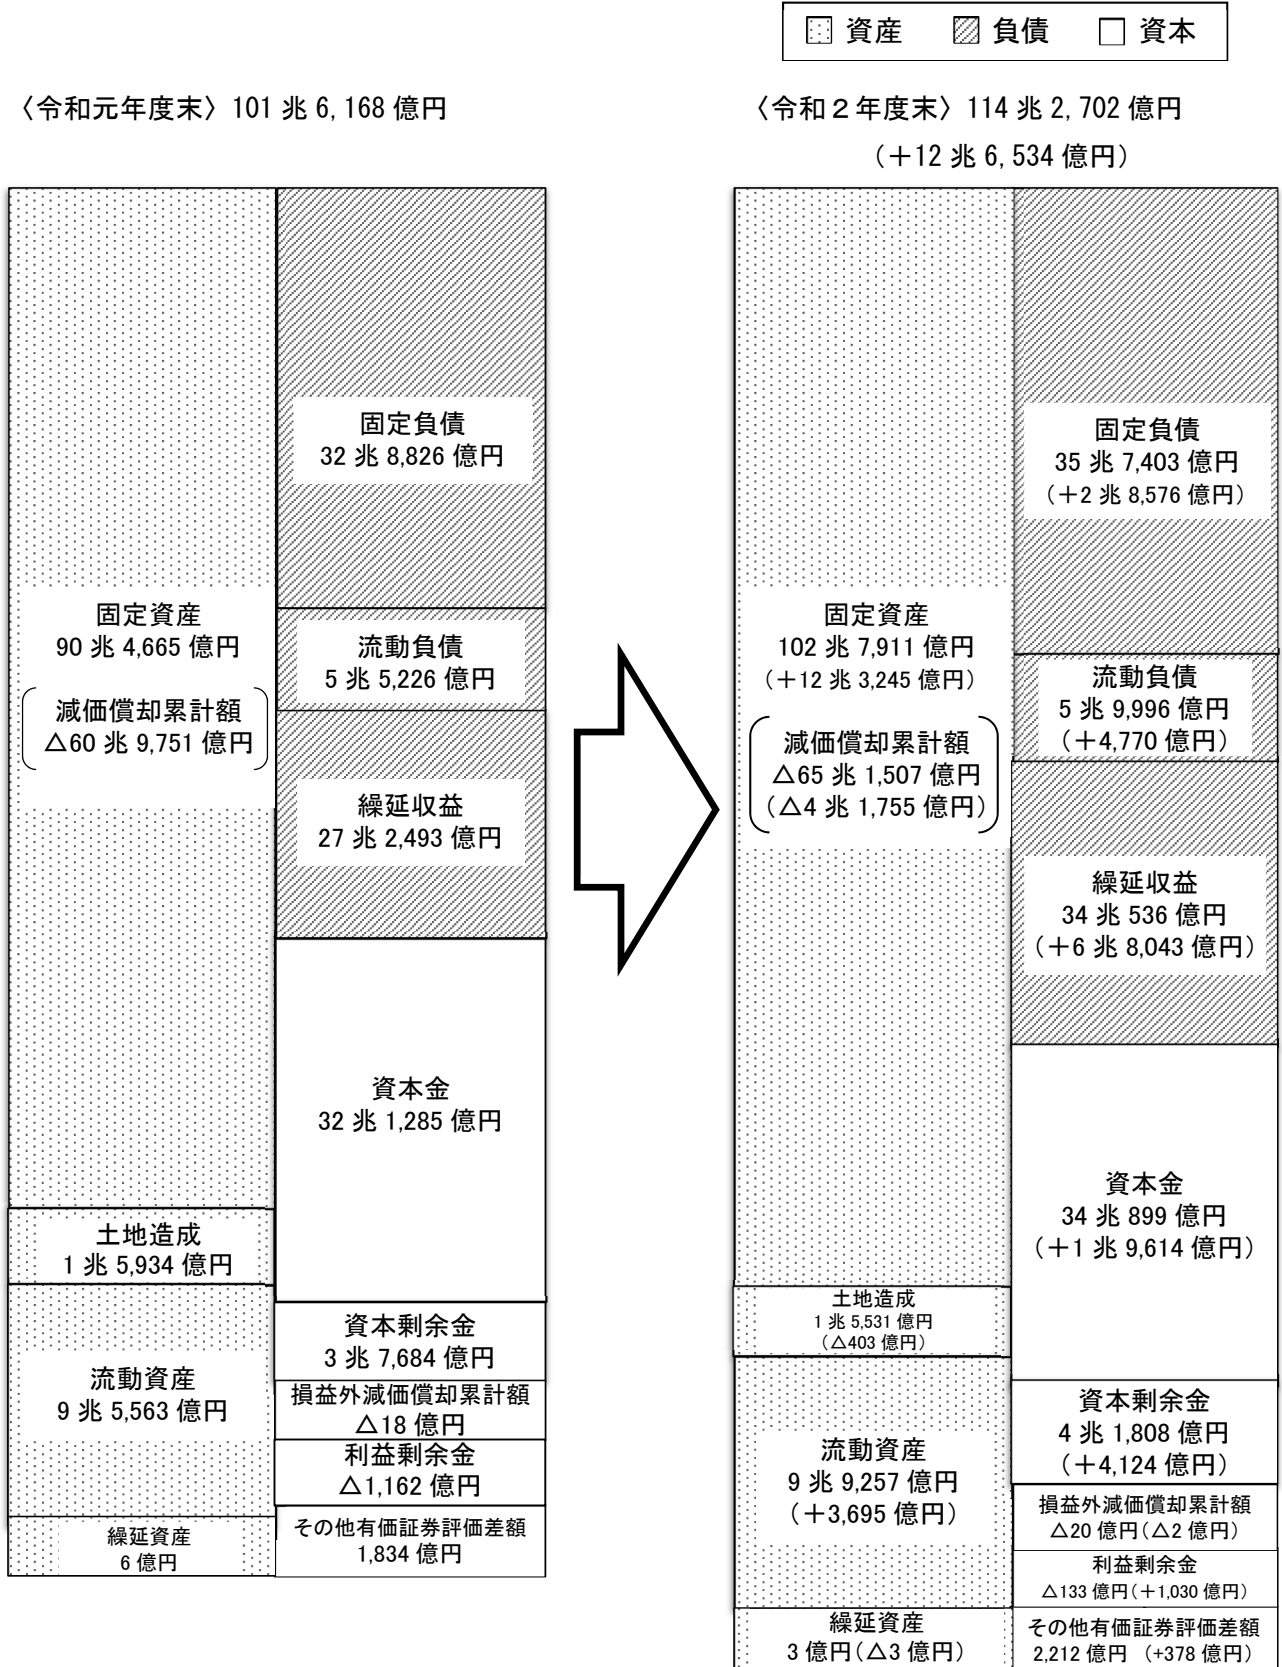 資産 負債 資本
〈令和元年度末〉101 兆 6,168 億円
固定資産
90 兆 4,665 億円
減価償却累計額
△60 兆 9,751 億円
土地造成
1 兆 5,934 億円
流動資産
9 兆 5,563 億円
繰延資産
6 億円
固定負債
32 兆 8,826 億円
流動負債
5 兆 5,226 億円
繰延収益
27 兆 2,493 億円
資本金
32 兆 1,285 億円
資本剰余金
3 兆 7,684 億円
損益外減価償却累計額
△18 億円
利益剰余金
△1,162 億円
その他有価証券評価差額
1,834 億円
〈令和２年度末〉114 兆 2,702 億円
（＋12 兆 6,534 億円）
固定資産
102 兆 7,911 億円
（＋12 兆 3,245 億円）
減価償却累計額
△65 兆 1,507 億円
（△4 兆 1,755 億円）
土地造成
1 兆 5,531 億円
（△403 億円）
流動資産
9 兆 9,257 億円
（＋3,695 億円）
繰延資産
3 億円（△3 億円）
固定負債
35 兆 7,403 億円
（＋2 兆 8,576 億円）
流動負債
5 兆 9,996 億円
（＋4,770 億円）
繰延収益
34 兆 536 億円
（＋6 兆 8,043 億円）
資本金
34 兆 899 億円
（＋1 兆 9,614 億円）
資本剰余金
4 兆 1,808 億円
（＋4,124 億円）
損益外減価償却累計額
△20 億円（△2 億円）
利益剰余金
△133 億円（＋1,030 億円）
その他有価証券評価差額
2,212 億円 （+378 億円）